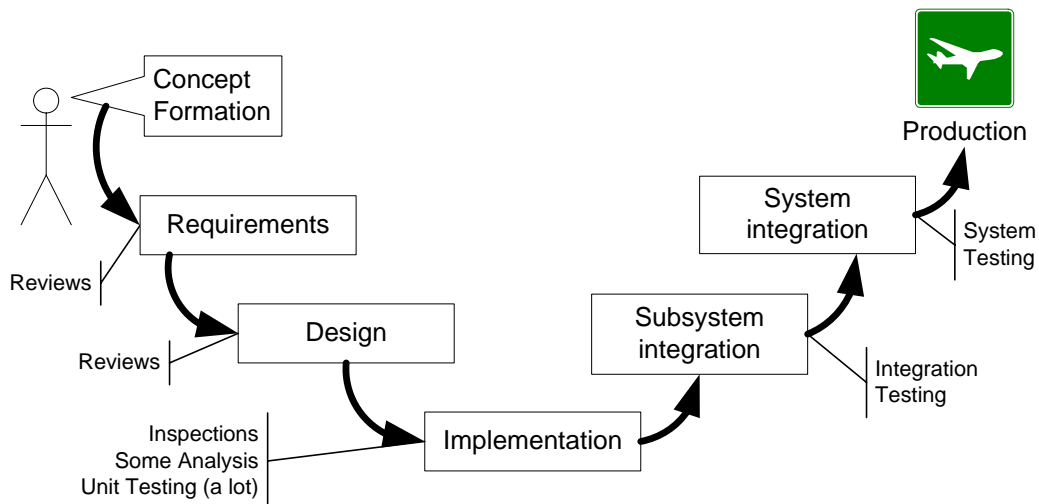 Concept
Formation
Production
Requirements
Reviews
System
integration
System
Testing
Design
Reviews
Subsystem
integration
Integration
Testing
Implementation
Inspections
Some Analysis
Unit Testing (a lot)